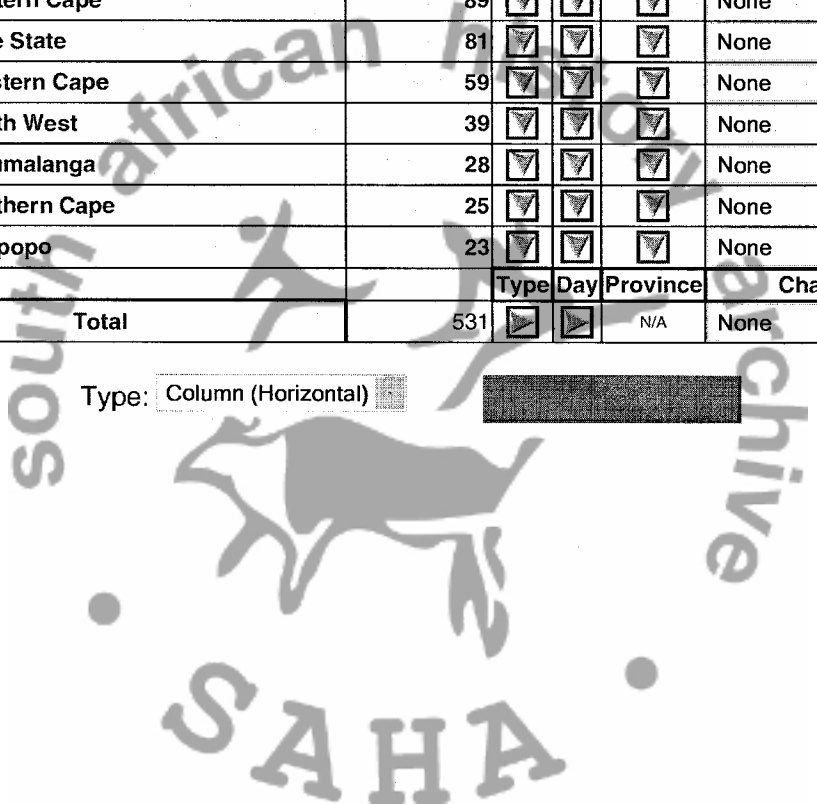 tern Cape 89 None
e State 81 None
stern Cape 59 None
th West 39 None
umalanga 28 None
thern Cape 25 None
popo 23 None
Type Day Province Cha
Total 531 N/A None
Type: Column (Horizontal)
south african history archive
SAHA